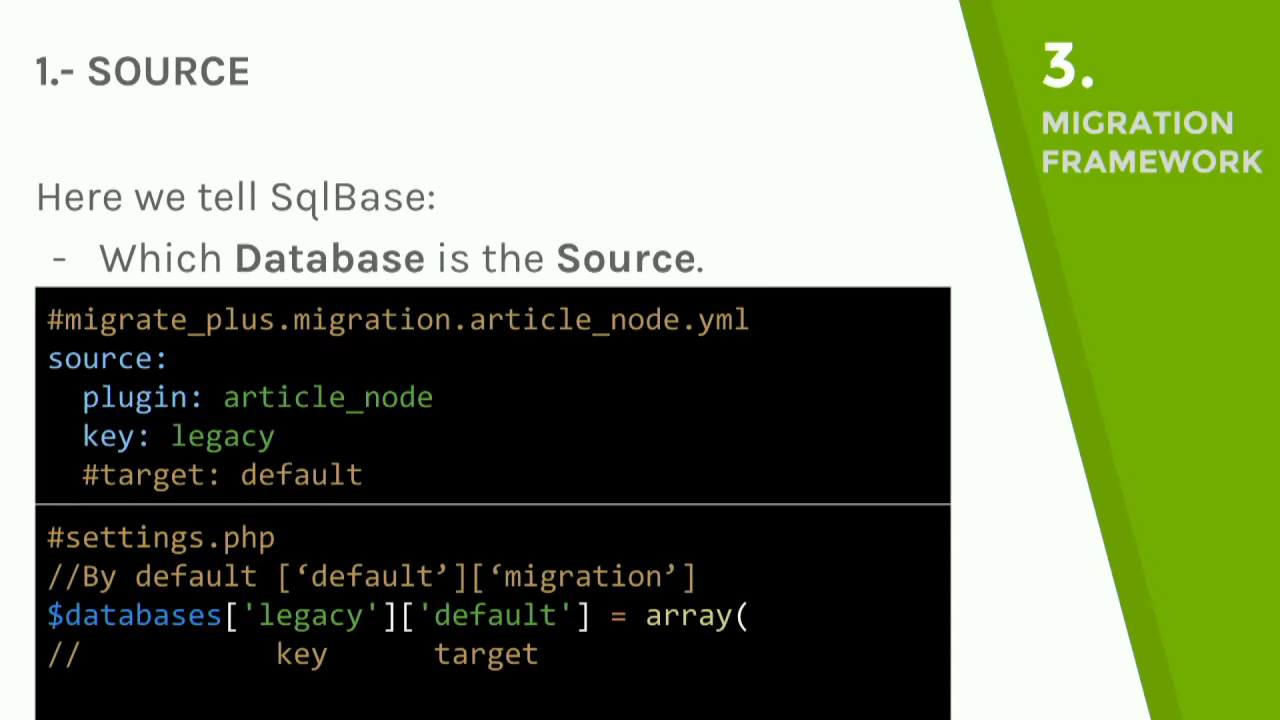 1.- SOURCE
3.
MIGRATION
FRAMEWORK
Here we tell SqlBase:
- Which Database is the Source.
#migrate_plus.migration.article_node.yml
source:
  plugin: article_node
  key: legacy
  #target: default
#settings.php
//By default [‘default’][‘migration’]
$databases['legacy']['default'] = array(
// key target